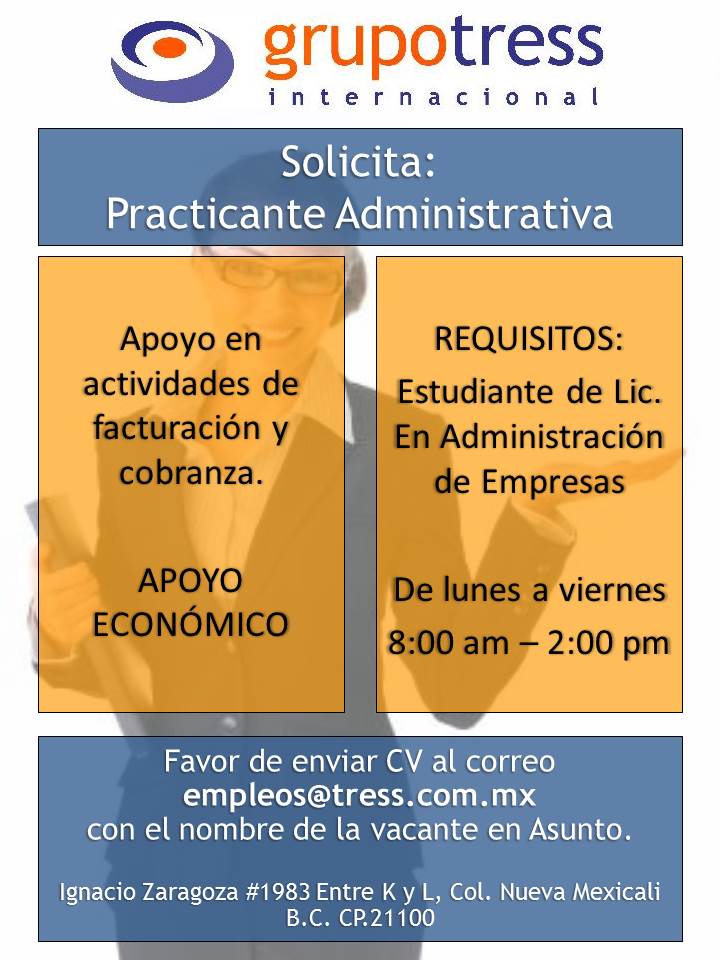 grupotress
internacional
Solicita:
Practicante Administrativa
Apoyo en
actividades de
facturación y
cobranza.
APOYO
ECONÓMICO
REQUISITOS:
Estudiante de Lic.
En Administración
de Empresas
De lunes a viernes
8:00 am – 2:00 pm
Favor de enviar CV al correo
empleos@tress.com.mx
con el nombre de la vacante en Asunto.
Ignacio Zaragoza #1983 Entre K y L, Col. Nueva Mexicali
B.C. CP.21100